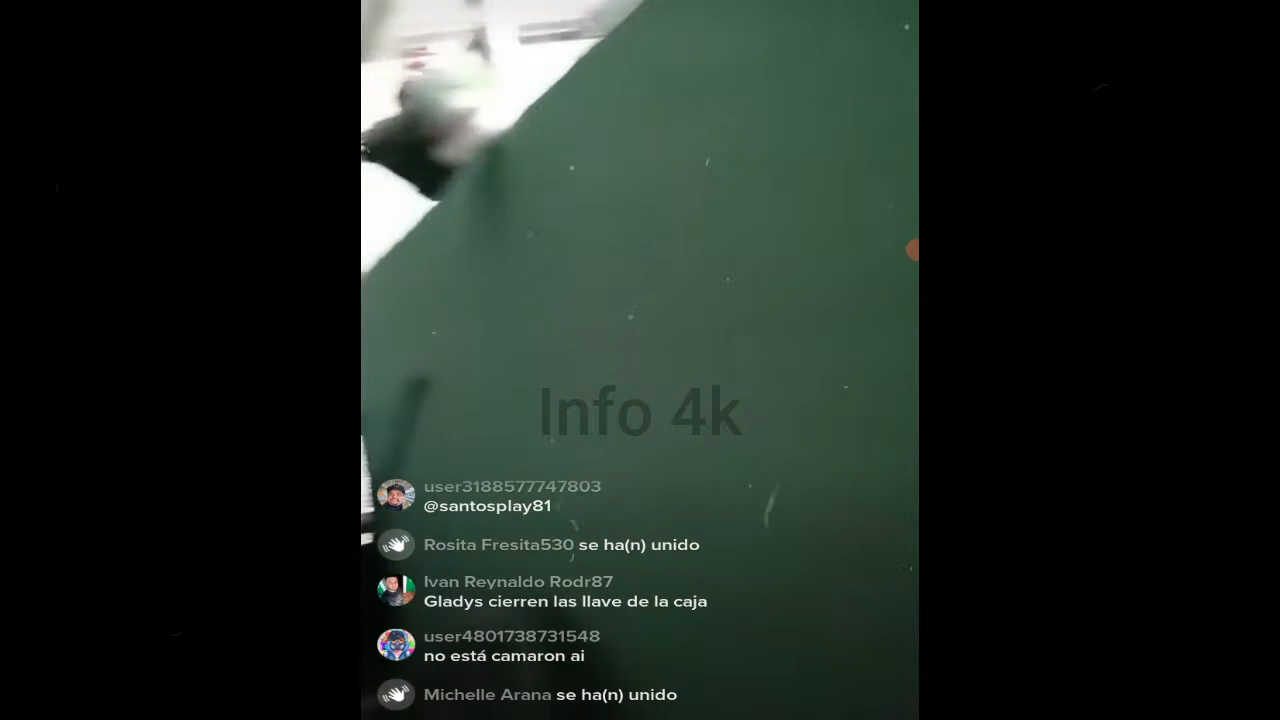 Info 4k
user3188577747803
@santosplay81
Rosita Fresita530 se ha(n) unido
Ivan Reynaldo Rodr87
Gladys cierren las llave de la caja
user4801738731548
no está camaron ai
Michelle Arana se ha(n) unido